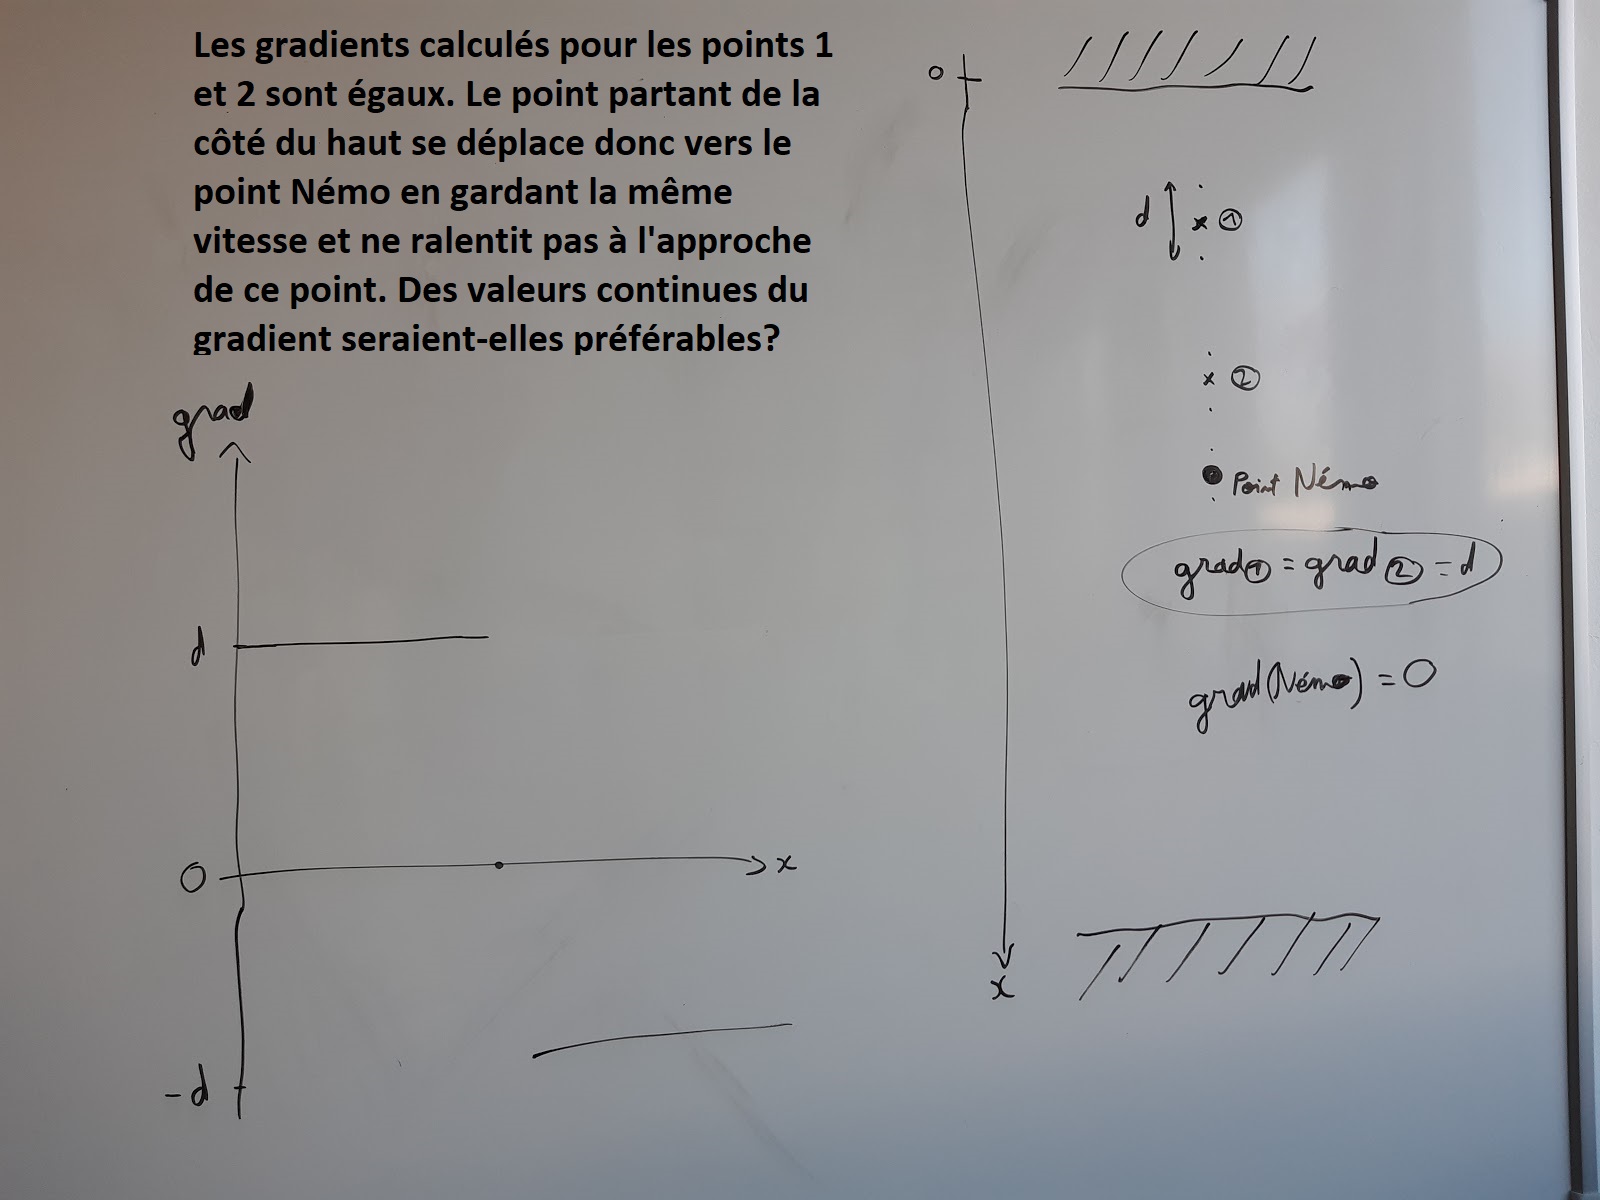 Les gradients calculés pour les points 1
et 2 sont égaux. Le point partant de la
côté du haut se déplace donc vers le
point Némo en gardant la même
vitesse et ne ralentit pas à l'approche
de ce point. Des valeurs continues du
gradient seraient-elles préférables?
grad
d
0
x
- d
0
d x ①
x ②
Point Némo
grad① = grad② = d
grad(Némo) = 0
x